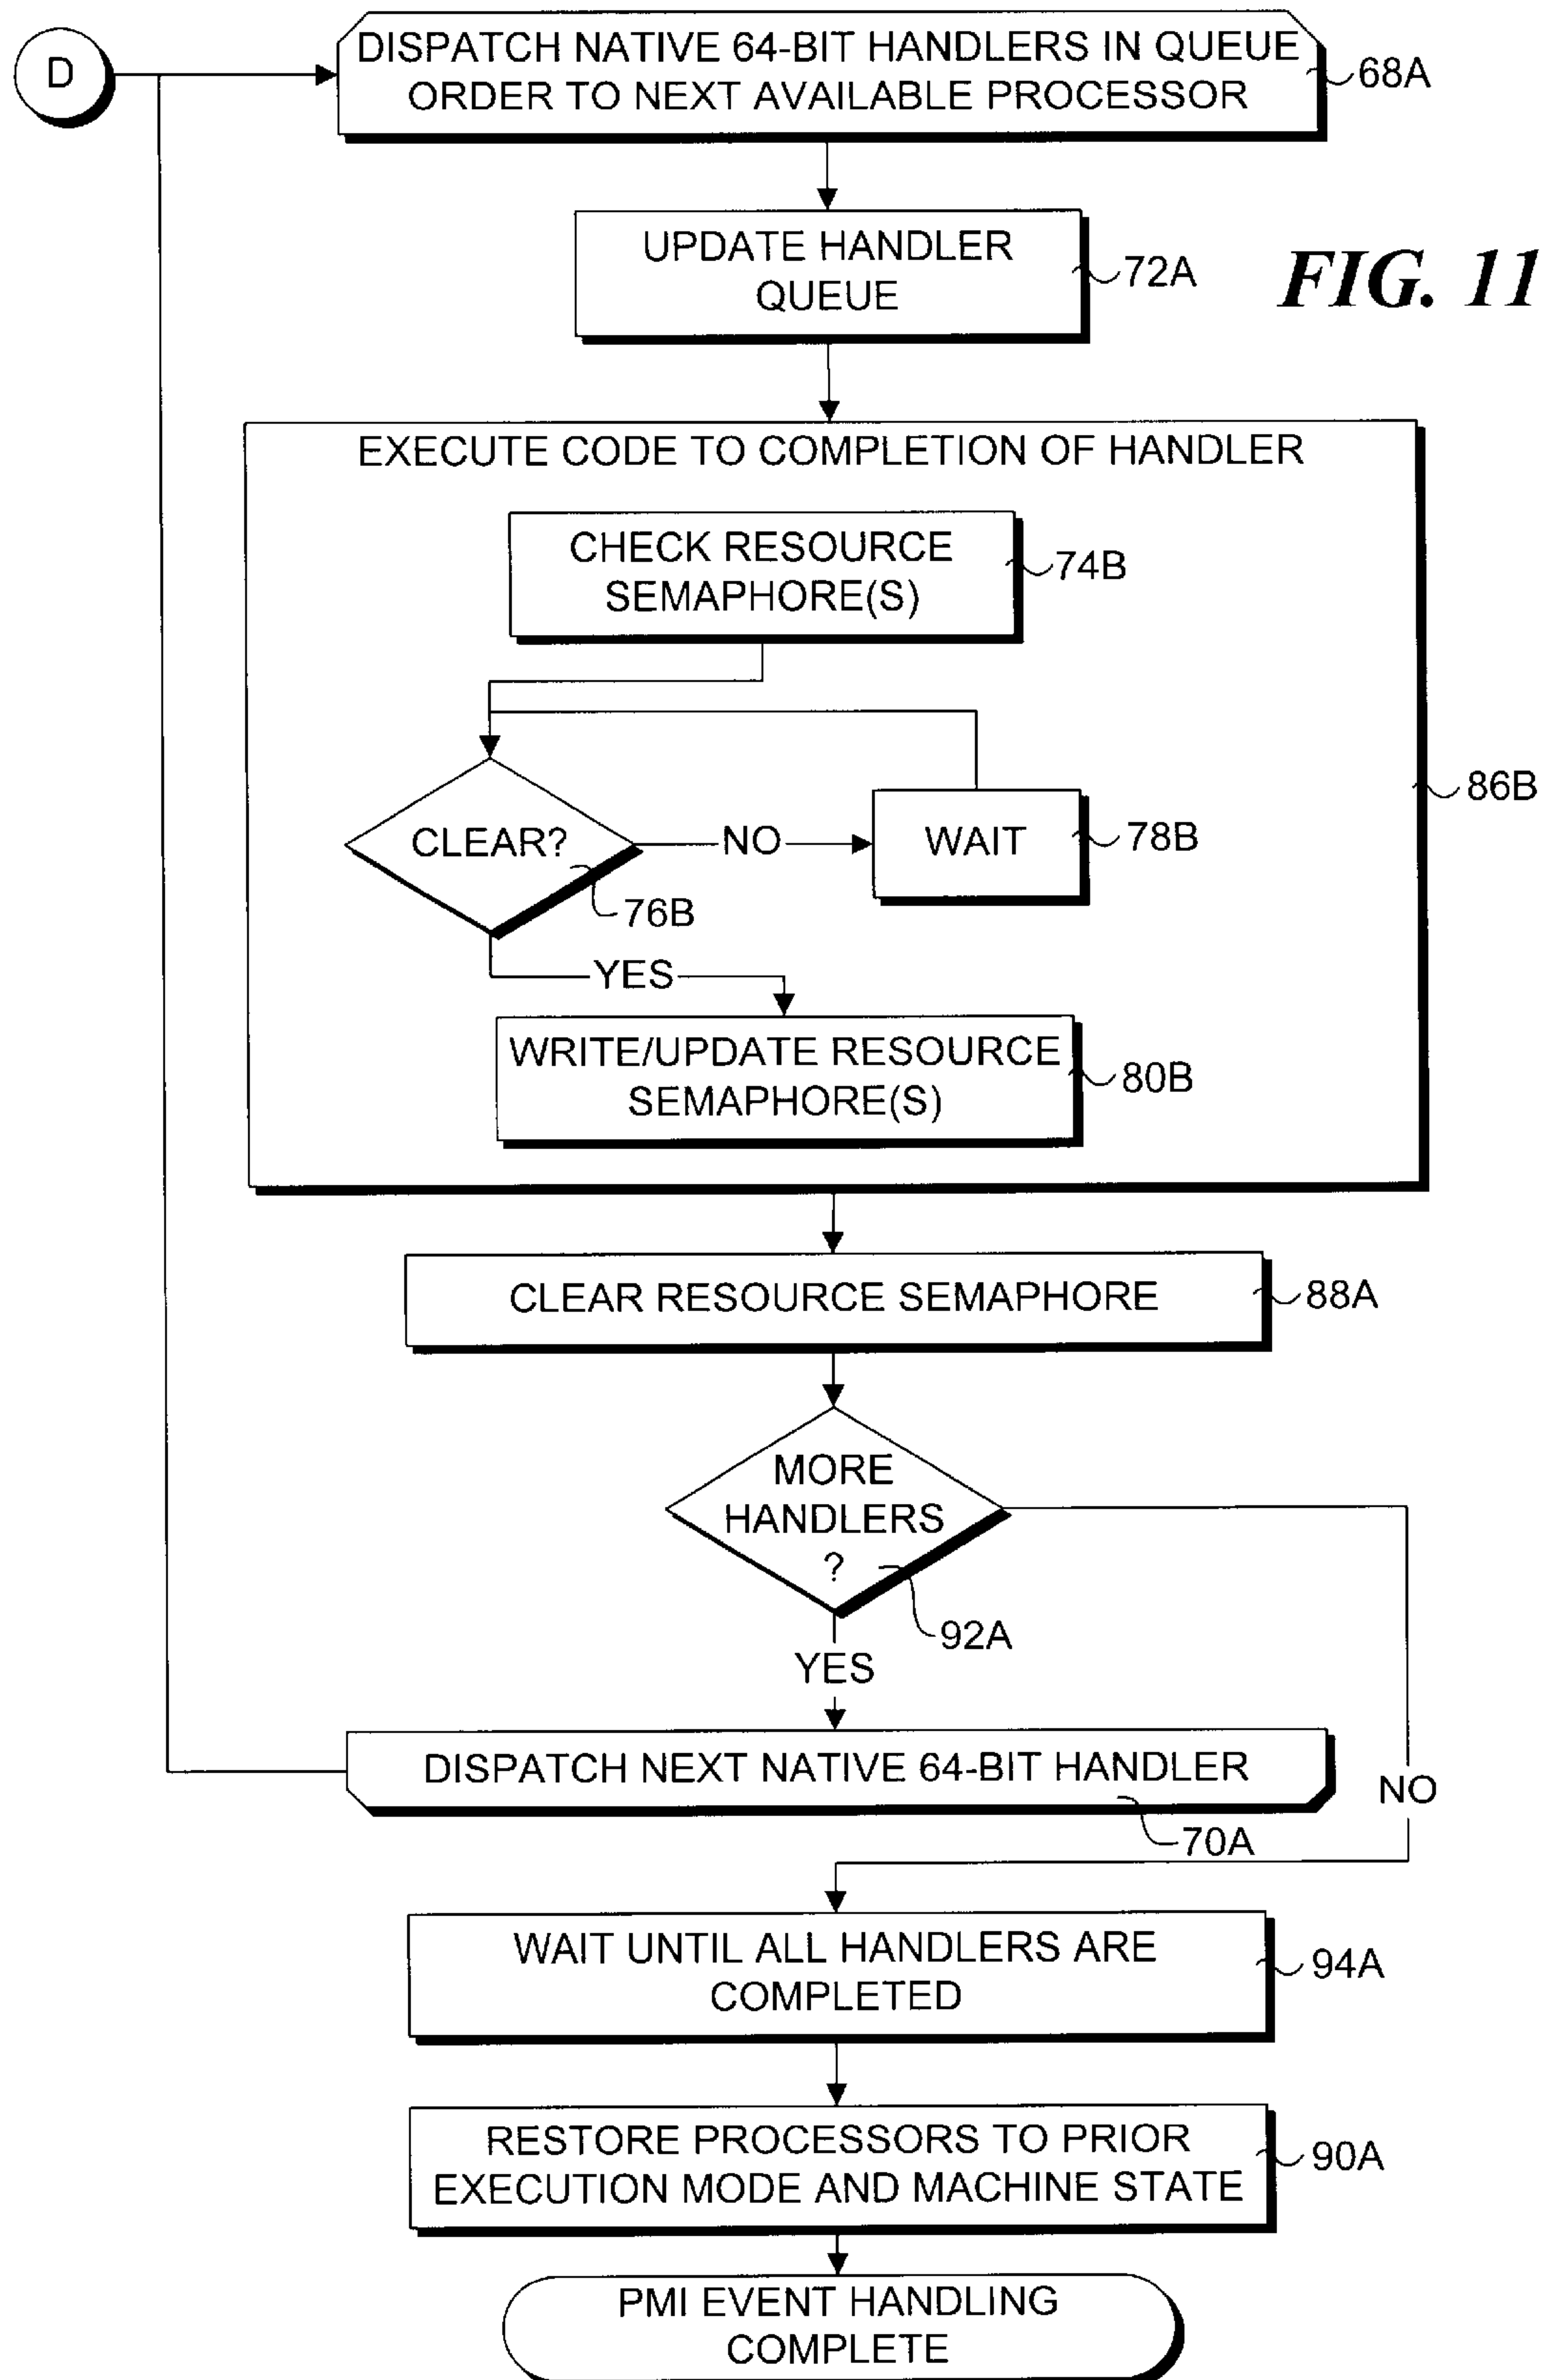 D
DISPATCH NATIVE 64-BIT HANDLERS IN QUEUE
ORDER TO NEXT AVAILABLE PROCESSOR
68A
UPDATE HANDLER
QUEUE
72A
FIG. 11
EXECUTE CODE TO COMPLETION OF HANDLER
CHECK RESOURCE
SEMAPHORE(S)
74B
86B
CLEAR?
NO
WAIT
78B
76B
YES
WRITE/UPDATE RESOURCE
SEMAPHORE(S)
80B
CLEAR RESOURCE SEMAPHORE
88A
MORE
HANDLERS
?
92A
YES
DISPATCH NEXT NATIVE 64-BIT HANDLER
NO
70A
WAIT UNTIL ALL HANDLERS ARE
COMPLETED
94A
RESTORE PROCESSORS TO PRIOR
EXECUTION MODE AND MACHINE STATE
90A
PMI EVENT HANDLING
COMPLETE